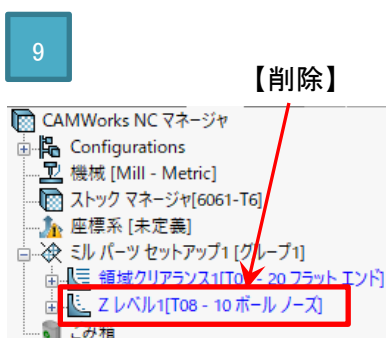 9
【削除】
CAMWorks NC マネージャ
Configurations
機械 [Mill - Metric]
ストック マネージャ[6061-T6]
座標系 [未定義]
ミル パーツ セットアップ1 [グループ1]
領域クリアランス1[T0 - 20 フラット エンド]
Z レベル1[T08 - 10 ボール ノーズ]
ごみ箱